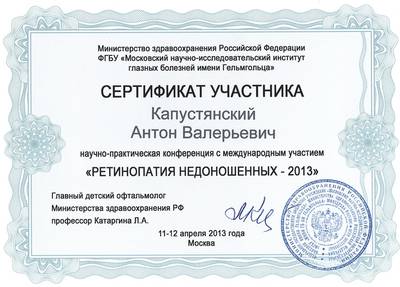 Министерство здравоохранения Российской Федерации
ФГБУ «Московский научно-исследовательский институт
глазных болезней имени Гельмгольца»
СЕРТИФИКАТ УЧАСТНИКА
Капустянский
Антон Валерьевич
научно-практическая конференция с международным участием
«РЕТИНОПАТИЯ НЕДОНОШЕННЫХ - 2013»
Главный детский офтальмолог
Министерства здравоохранения РФ
профессор Катаргина Л.А.
11-12 апреля 2013 года
Москва